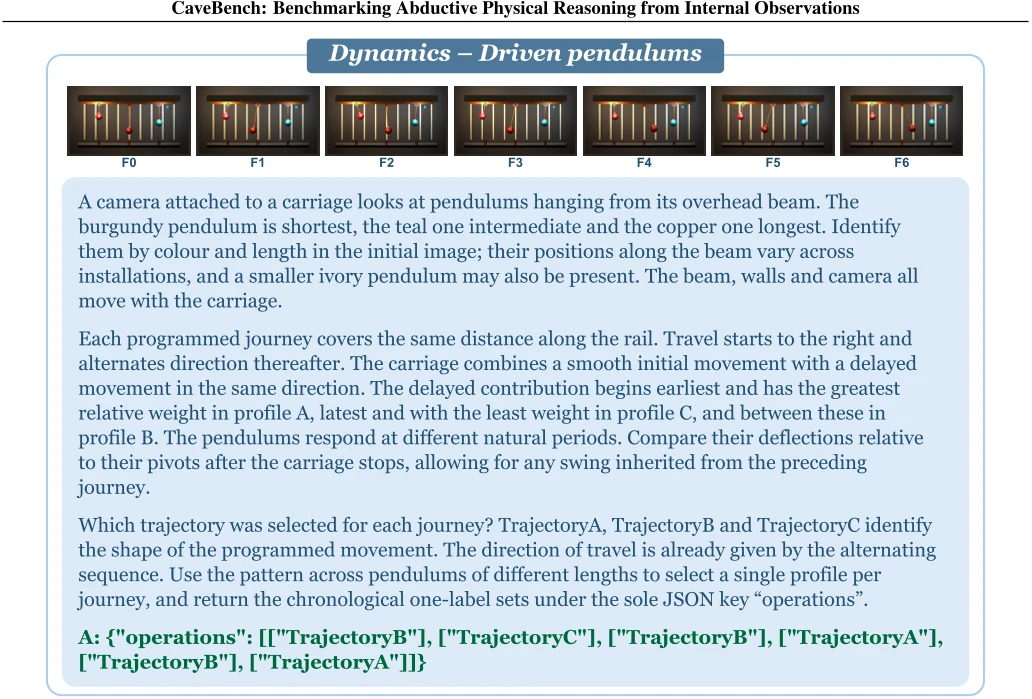 CaveBench: Benchmarking Abductive Physical Reasoning from Internal Observations
Dynamics – Driven pendulums
F0 F1 F2 F3 F4 F5 F6
A camera attached to a carriage looks at pendulums hanging from its overhead beam. The
burgundy pendulum is shortest, the teal one intermediate and the copper one longest. Identify
them by colour and length in the initial image; their positions along the beam vary across
installations, and a smaller ivory pendulum may also be present. The beam, walls and camera all
move with the carriage.
Each programmed journey covers the same distance along the rail. Travel starts to the right and
alternates direction thereafter. The carriage combines a smooth initial movement with a delayed
movement in the same direction. The delayed contribution begins earliest and has the greatest
relative weight in profile A, latest and with the least weight in profile C, and between these in
profile B. The pendulums respond at different natural periods. Compare their deflections relative
to their pivots after the carriage stops, allowing for any swing inherited from the preceding
journey.
Which trajectory was selected for each journey? TrajectoryA, TrajectoryB and TrajectoryC identify
the shape of the programmed movement. The direction of travel is already given by the alternating
sequence. Use the pattern across pendulums of different lengths to select a single profile per
journey, and return the chronological one-label sets under the sole JSON key “operations”.
A: {"operations": [["TrajectoryB"], ["TrajectoryC"], ["TrajectoryB"], ["TrajectoryA"],
["TrajectoryB"], ["TrajectoryA"]]}